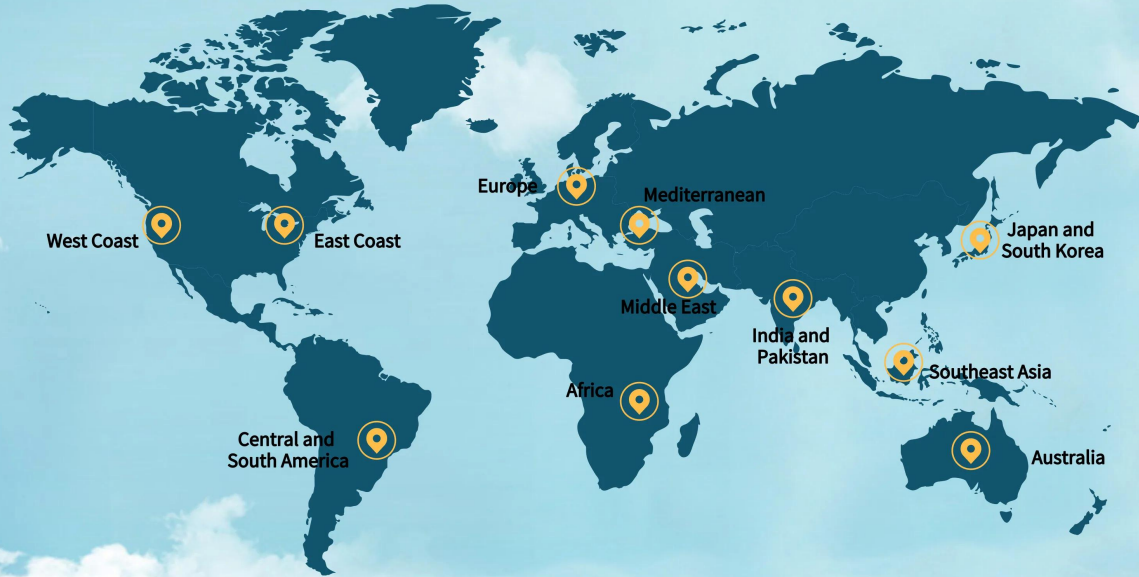 Europe
Mediterranean
West Coast
East Coast
Japan and
South Korea
Middle East
India and
Pakistan
Southeast Asia
Africa
Central and
South America
Australia